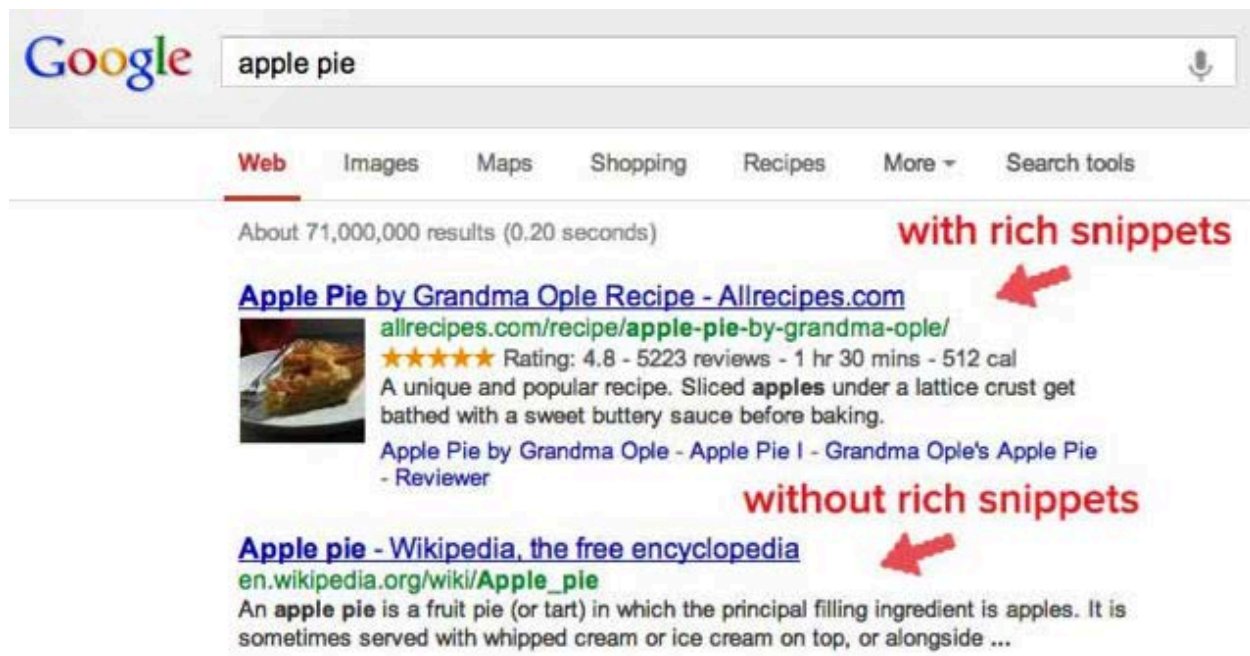 Google
apple pie
Web Images Maps Shopping Recipes More Search tools
About 71,000,000 results (0.20 seconds)
with rich snippets
Apple Pie by Grandma Ople Recipe - Allrecipes.com
allrecipes.com/recipe/apple-pie-by-grandma-ople/
Rating: 4.8 - 5223 reviews - 1 hr 30 mins - 512 cal
A unique and popular recipe. Sliced apples under a lattice crust get
bathed with a sweet buttery sauce before baking.
Apple Pie by Grandma Ople - Apple Pie I - Grandma Ople's Apple Pie
- Reviewer
without rich snippets
Apple pie - Wikipedia, the free encyclopedia
en.wikipedia.org/wiki/Apple_pie
An apple pie is a fruit pie (or tart) in which the principal filling ingredient is apples. It is
sometimes served with whipped cream or ice cream on top, or alongside ...